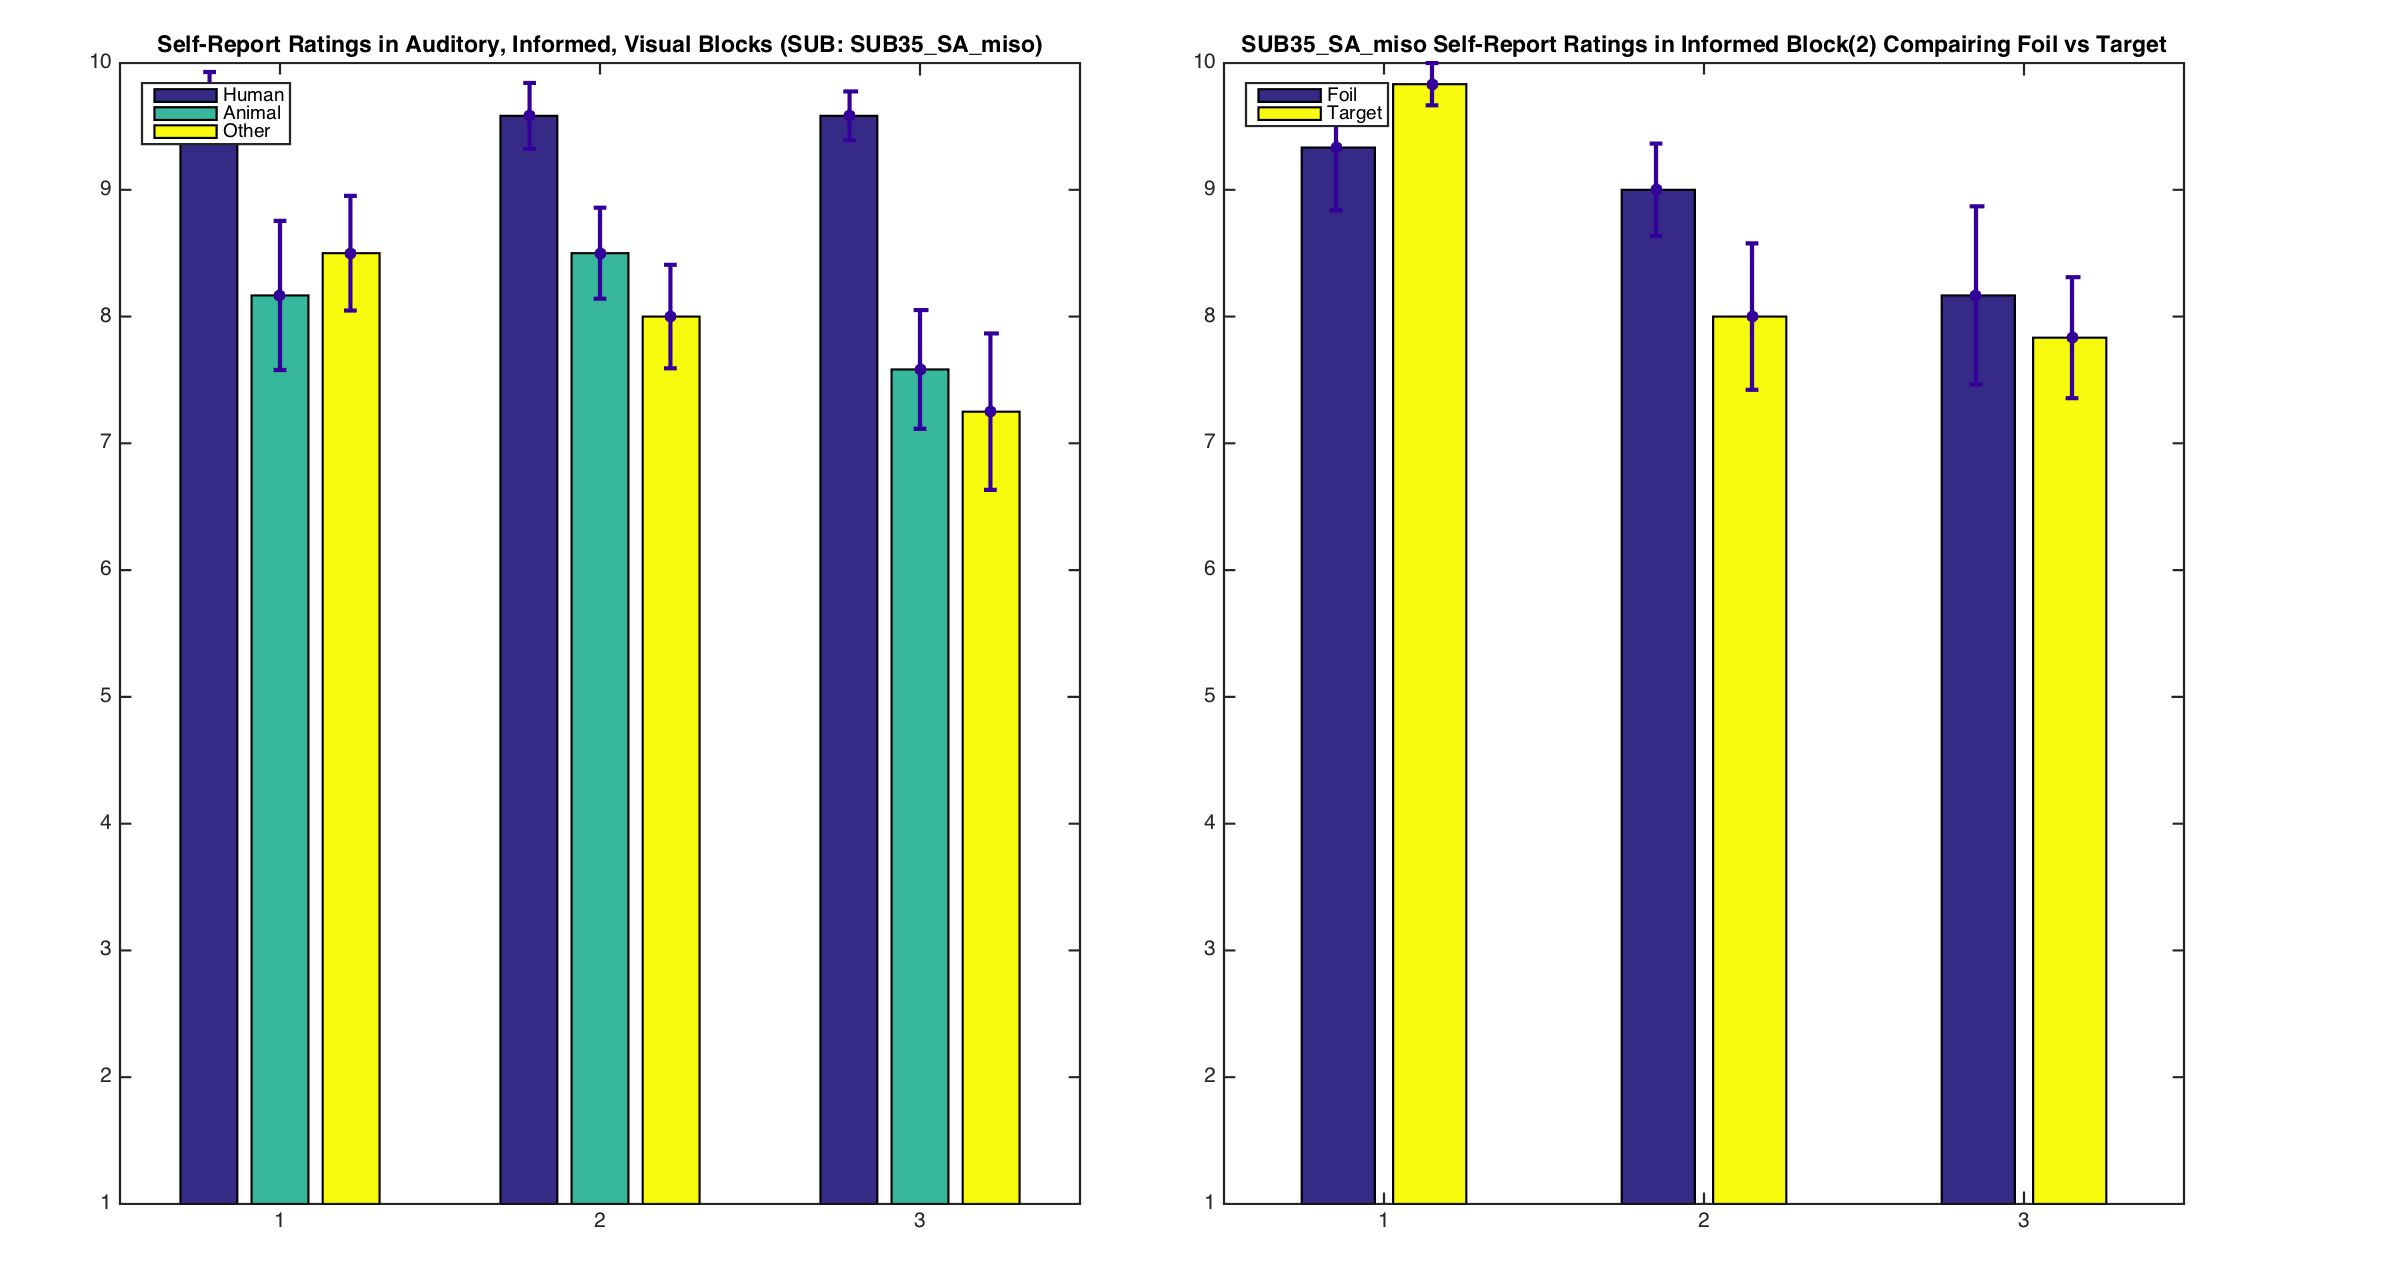 Self-Report Ratings in Auditory, Informed, Visual Blocks (SUB: SUB35_SA_miso)
10
9
8
7
6
5
4
3
2
1
Human
Animal
Other
1 2 3
SUB35_SA_miso Self-Report Ratings in Informed Block(2) Compairing Foil vs Target
10
9
8
7
6
5
4
3
2
1
Foil
Target
1 2 3